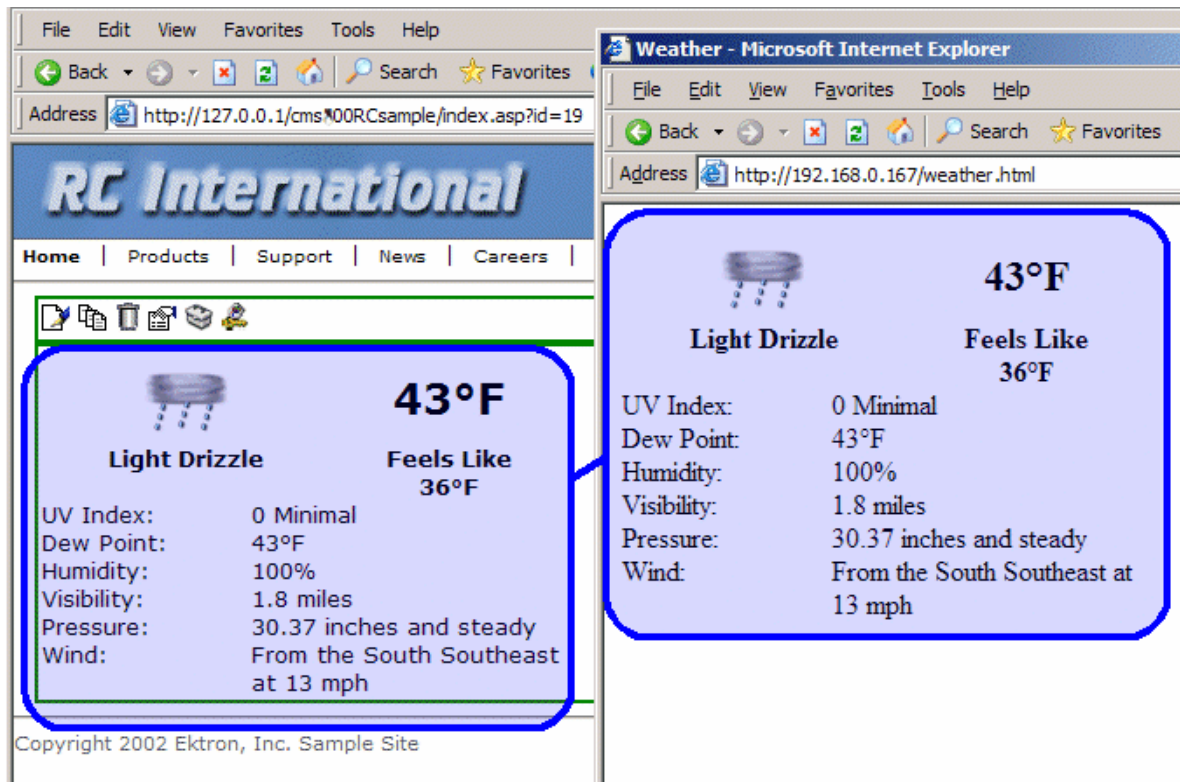 File Edit View Favorites Tools Help
Back Search Favorites
Address http://127.0.0.1/cms300RCsample/index.asp?id=19
RC International
Home | Products | Support | News | Careers |
Light Drizzle
43°F
Feels Like
36°F
UV Index: 0 Minimal
Dew Point: 43°F
Humidity: 100%
Visibility: 1.8 miles
Pressure: 30.37 inches and steady
Wind: From the South Southeast
at 13 mph
Copyright 2002 Ektron, Inc. Sample Site
Weather - Microsoft Internet Explorer
File Edit View Favorites Tools Help
Back Search Favorites
Address http://192.168.0.167/weather.html
43°F
Light Drizzle Feels Like
36°F
UV Index: 0 Minimal
Dew Point: 43°F
Humidity: 100%
Visibility: 1.8 miles
Pressure: 30.37 inches and steady
Wind: From the South Southeast at
13 mph